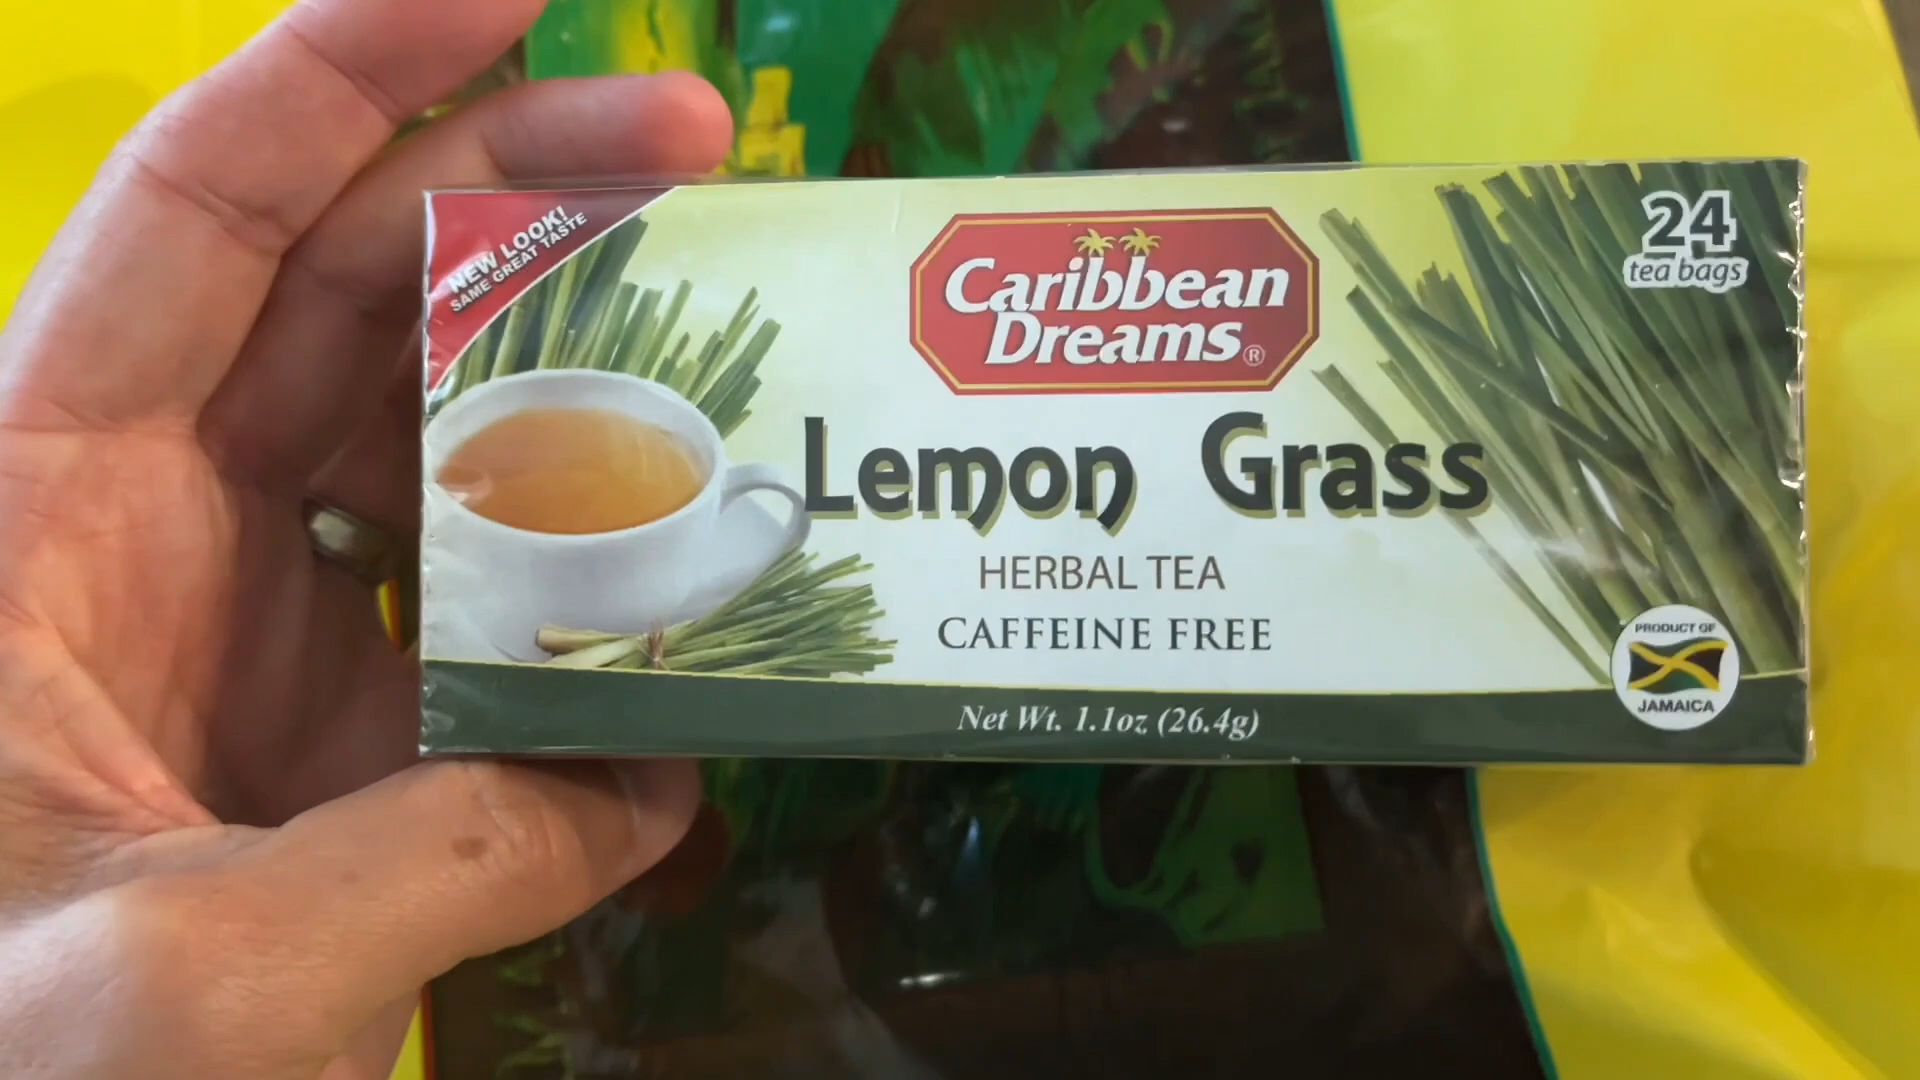 NEW LOOK!
SAME GREAT TASTE
Caribbean
Dreams®
24
tea bags
Lemon Grass
HERBAL TEA
CAFFEINE FREE
Net Wt. 1.1oz (26.4g)
PRODUCT OF
JAMAICA